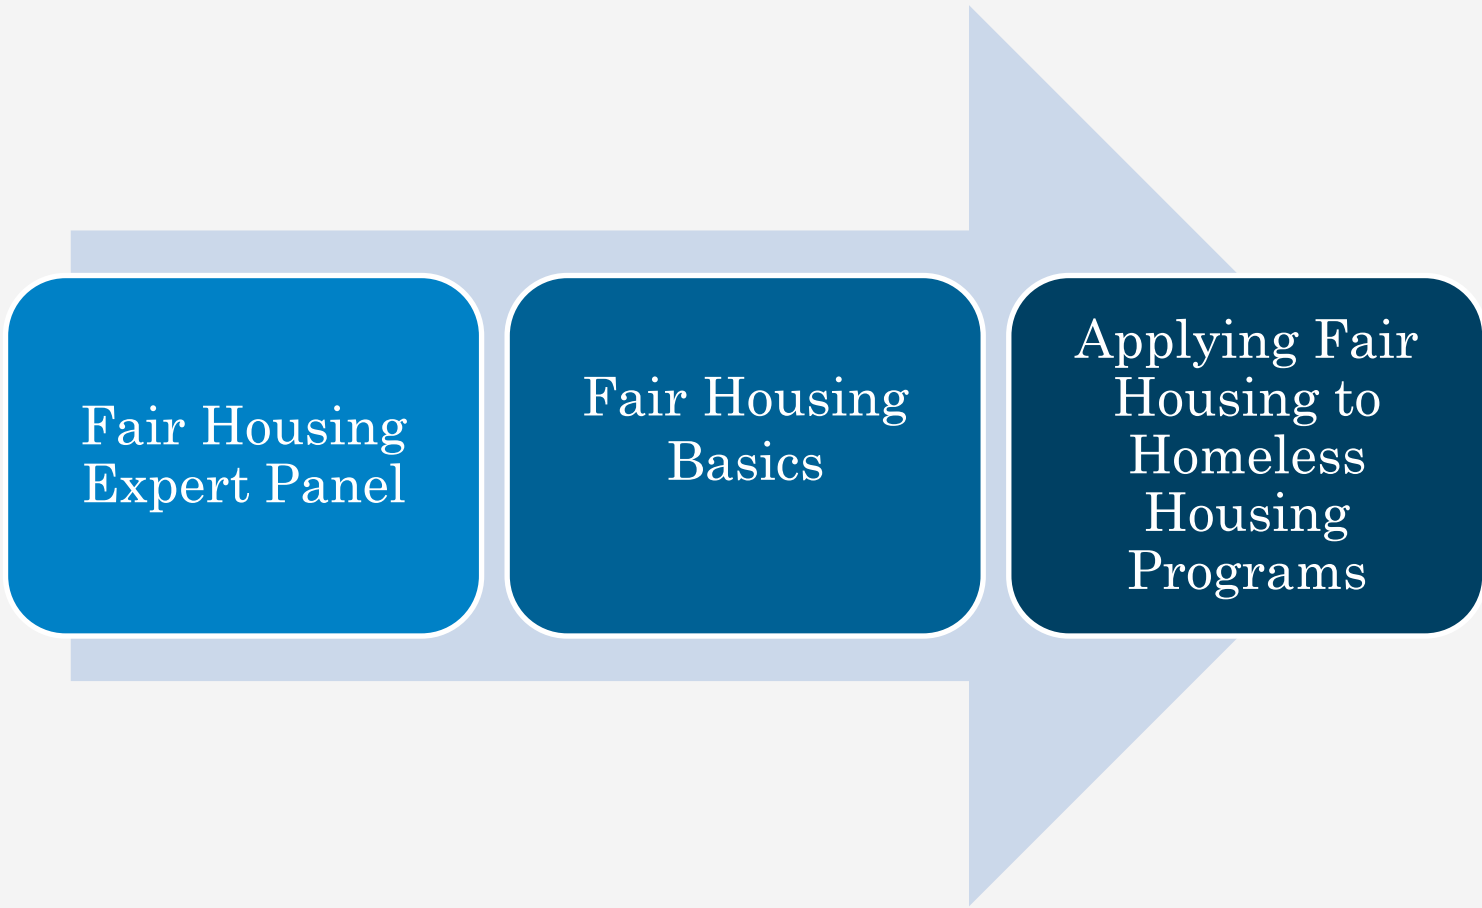 Fair Housing
Expert Panel
Fair Housing
Basics
Applying Fair
Housing to
Homeless
Housing
Programs